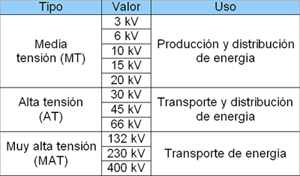 Tipo Valor Uso
Media tensión (MT)
3 kV
6 kV
10 kV
15 kV
20 kV
Producción y distribución de energía
Alta tensión (AT)
30 kV
45 kV
66 kV
Transporte y distribución de energía
Muy alta tensión (MAT)
132 kV
230 kV
400 kV
Transporte de energía